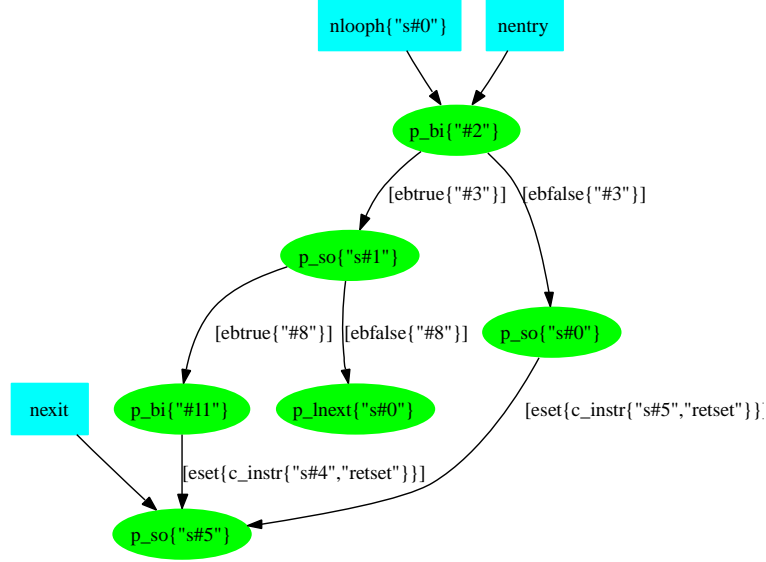 nlooph{"s#0"}
nentry
p_bi{"#2"}
[ebtrue{"#3"}]
[ebfalse{"#3"}]
p_so{"s#1"}
[ebtrue{"#8"}]
[ebfalse{"#8"}]
p_so{"s#0"}
nexit
p_bi{"#11"}
p_lnext{"s#0"}
[eset{c_instr{"s#5","retset"}}]
[eset{c_instr{"s#4","retset"}}]
p_so{"s#5"}